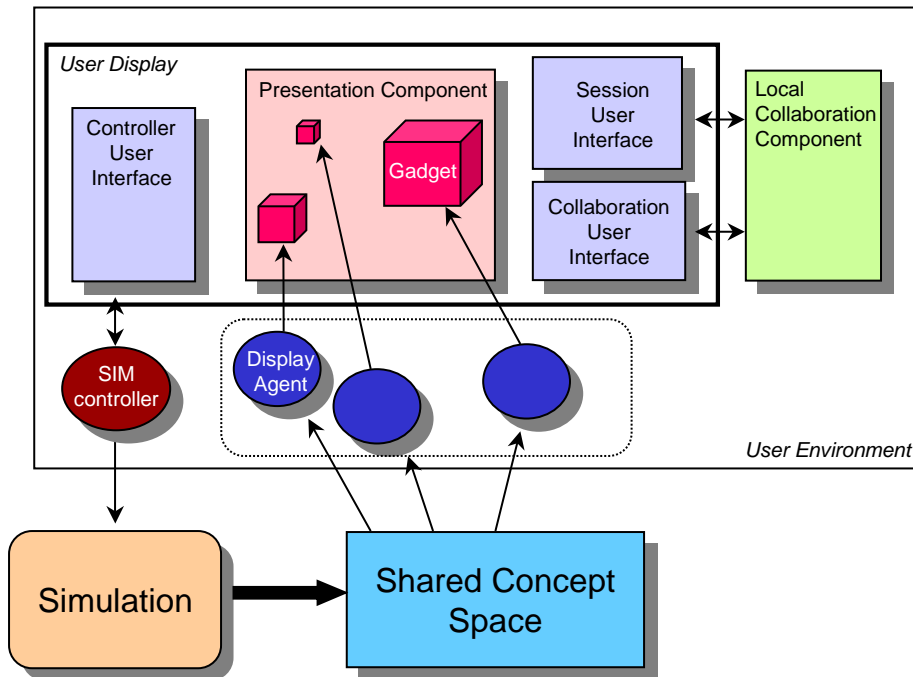 User Display
Controller
User
Interface
Presentation Component
Gadget
Session
User
Interface
Collaboration
User
Interface
Local
Collaboration
Component
SIM
controller
Display
Agent
User Environment
Simulation
Shared Concept
Space